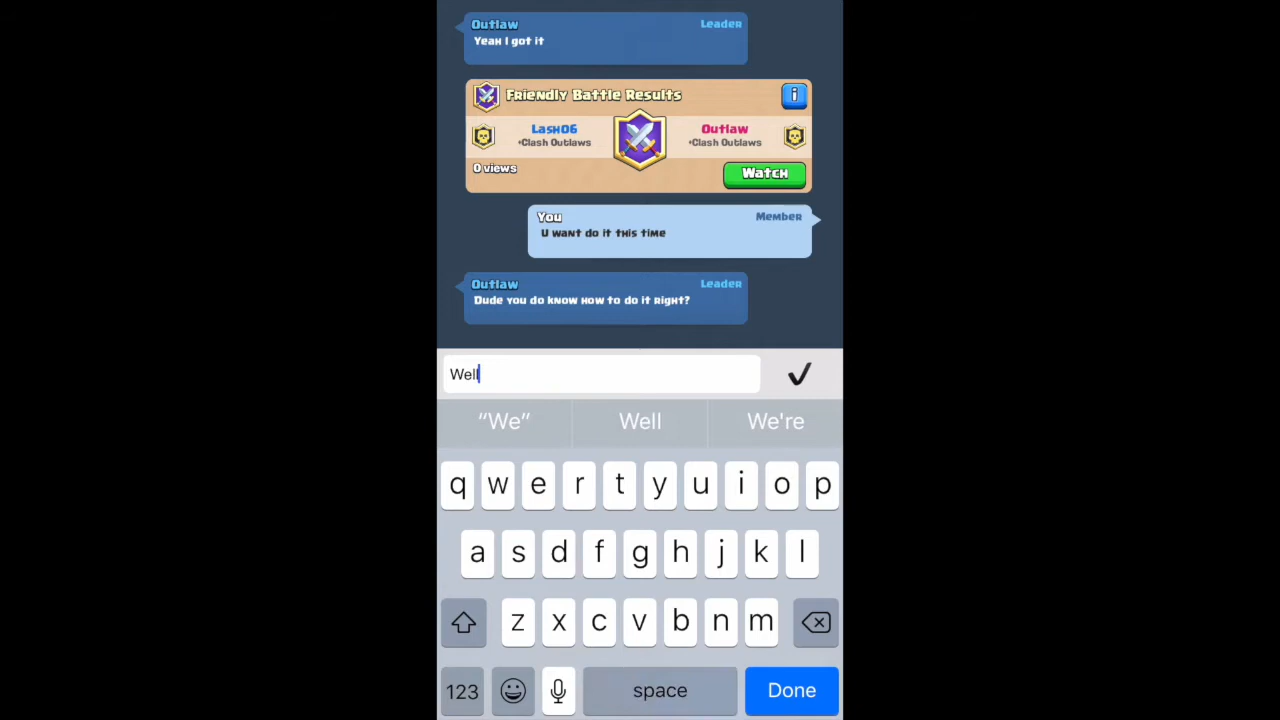 Outlaw Leader
Yeah I got it
Friendly Battle Results i
Lash06 Outlaw
Clash Outlaws Clash Outlaws
0 views Watch
You Member
U want do it this time
Outlaw Leader
Dude you do know how to do it right?
Well
“We” Well We're
q w e r t y u i o p
a s d f g h j k l
z x c v b n m
123 space Done